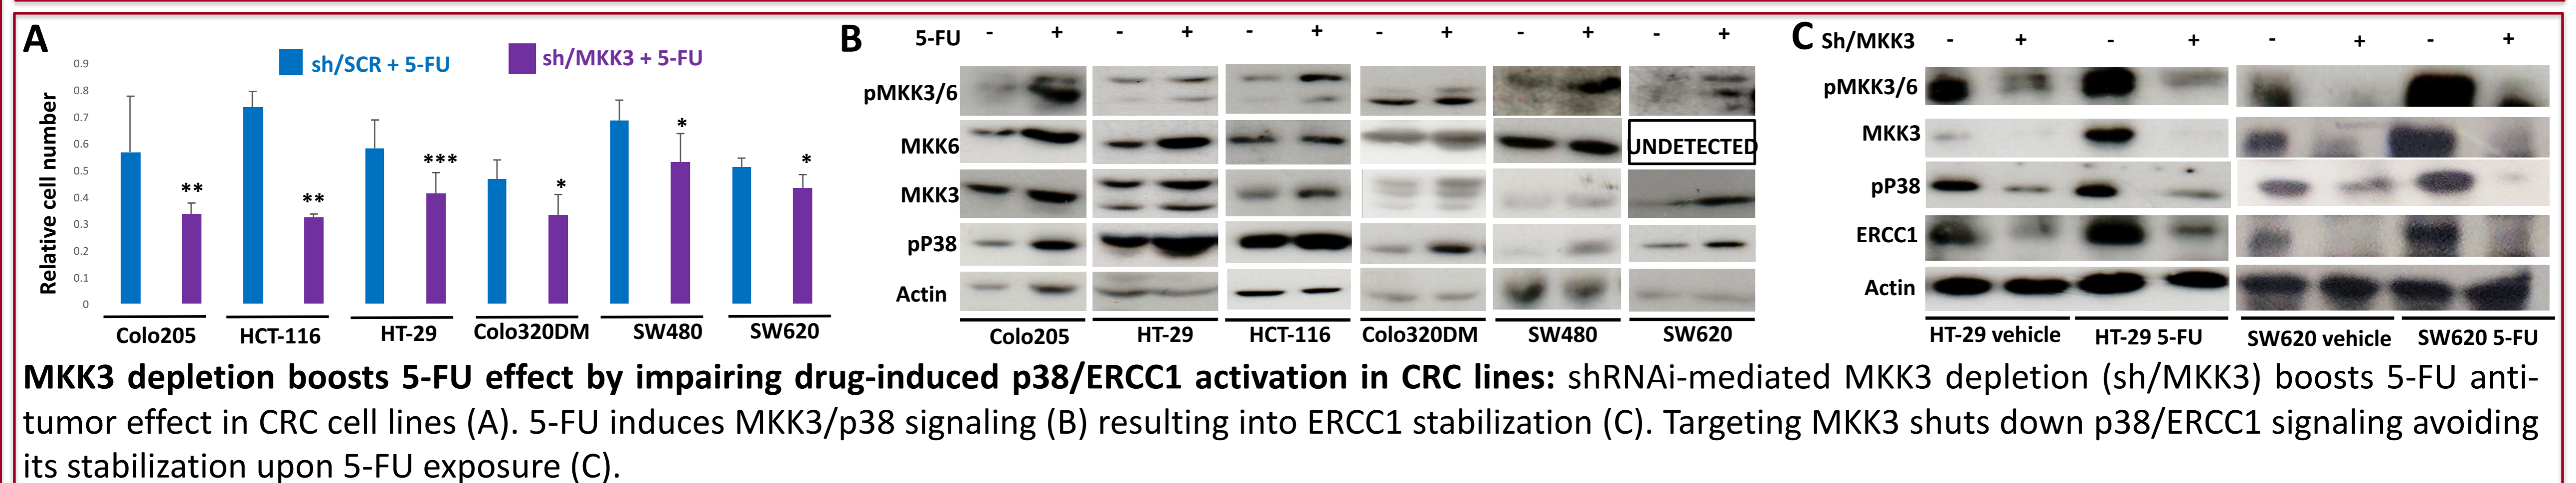 A
sh/SCR + 5-FU
sh/MKK3 + 5-FU
Relative cell number
0.9
0.8
0.7
0.6
0.5
0.4
0.3
0.2
0.1
0
**
**
***
*
*
*
Colo205
HCT-116
HT-29
Colo320DM
SW480
SW620
B
5-FU - + - + - + - + - + - +
pMKK3/6
MKK6
UNDETECTED
MKK3
pP38
Actin
Colo205
HT-29
HCT-116
Colo320DM
SW480
SW620
C
Sh/MKK3 - + - + - + - +
pMKK3/6
MKK3
pP38
ERCC1
Actin
HT-29 vehicle
HT-29 5-FU
SW620 vehicle
SW620 5-FU
MKK3 depletion boosts 5-FU effect by impairing drug-induced p38/ERCC1 activation in CRC lines: shRNAi-mediated MKK3 depletion (sh/MKK3) boosts 5-FU anti-
tumor effect in CRC cell lines (A). 5-FU induces MKK3/p38 signaling (B) resulting into ERCC1 stabilization (C). Targeting MKK3 shuts down p38/ERCC1 signaling avoiding
its stabilization upon 5-FU exposure (C).